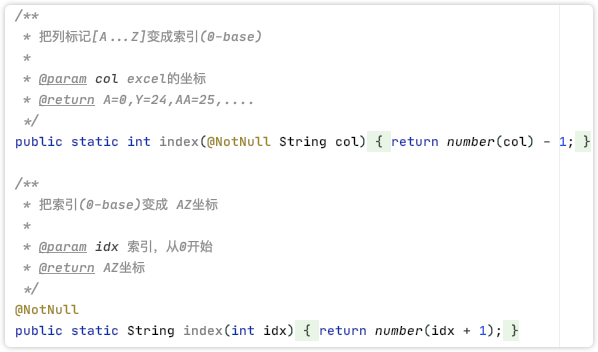 /**
 * 把列标记[A...Z]变成索引(0-base)
 *
 * @param col excel的坐标
 * @return A=0,Y=24,AA=25,....
 */
public static int index(@NotNull String col) { return number(col) - 1; }
/**
 * 把索引(0-base)变成 AZ坐标
 *
 * @param idx 索引，从0开始
 * @return AZ坐标
 */
@NotNull
public static String index(int idx) { return number(idx + 1); }